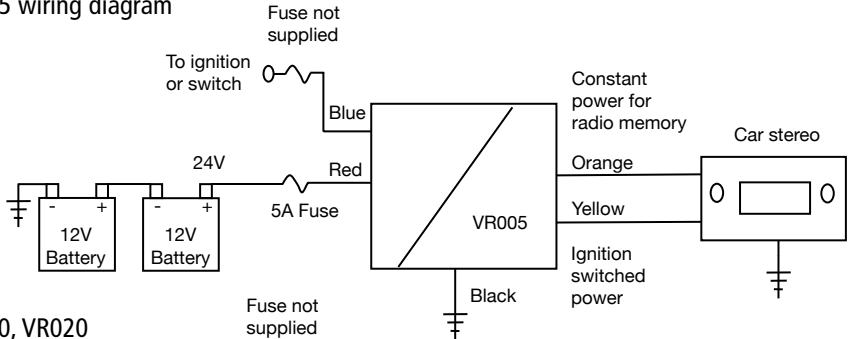 5 wiring diagram
Fuse not
supplied
To ignition
or switch
Blue
Constant
power for
radio memory
Car stereo
24V
Red
Orange
5A Fuse
Yellow
VR005
- +
- +
12V
Battery
12V
Battery
Ignition
switched
power
Black
Fuse not
supplied
0, VR020